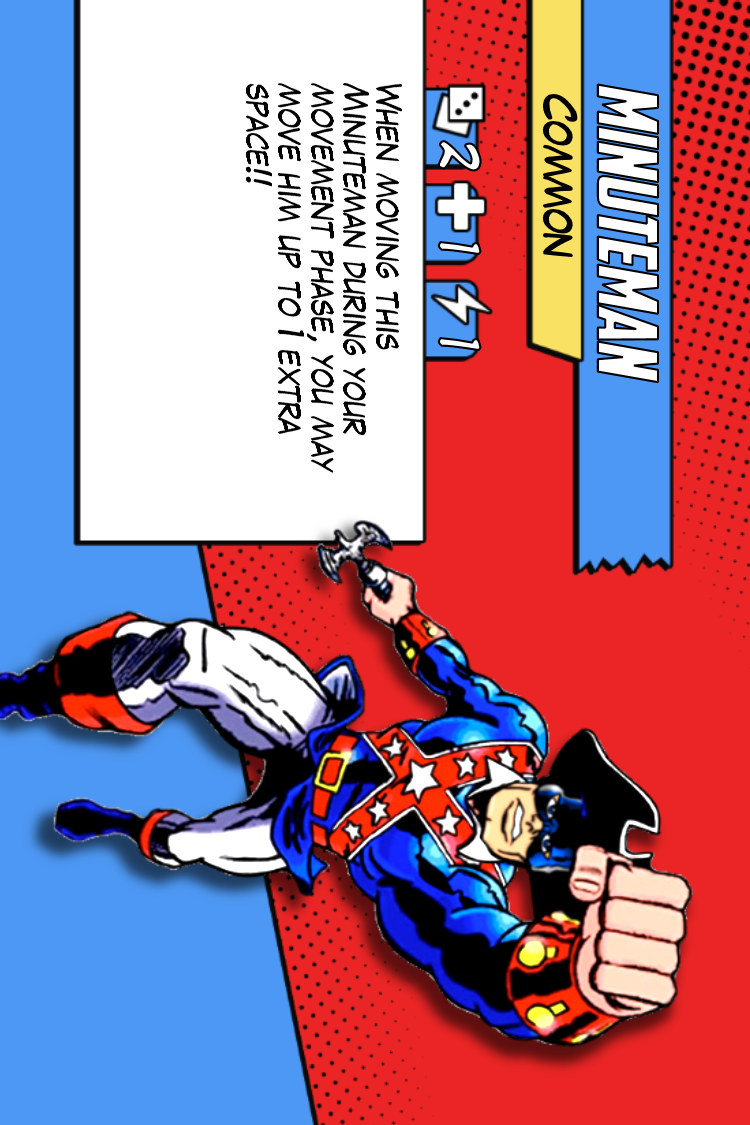 MINUTEMAN
COMMON
2 1 1
WHEN MOVING THIS
MINUTEMAN DURING YOUR
MOVEMENT PHASE, YOU MAY
MOVE HIM UP TO 1 EXTRA
SPACE!!